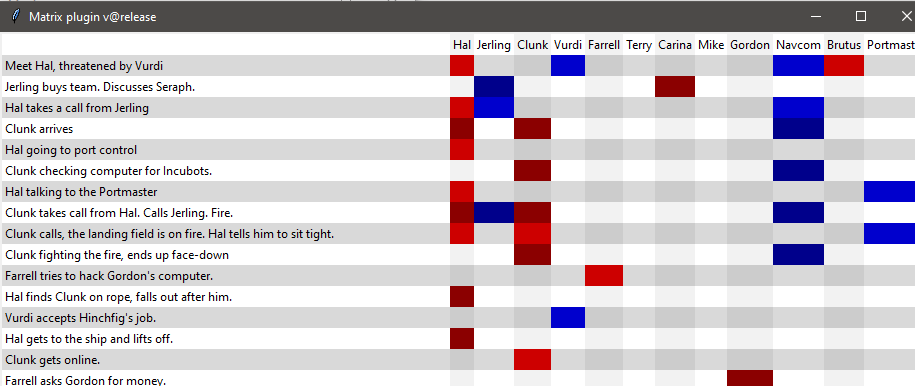 Matrix plugin v@release
Hal Jerling Clunk Vurdi Farrell Terry Carina Mike Gordon Navcom Brutus Portmast
Meet Hal, threatened by Vurdi
Jerling buys team. Discusses Seraph.
Hal takes a call from Jerling
Clunk arrives
Hal going to port control
Clunk checking computer for Incubots.
Hal talking to the Portmaster
Clunk takes call from Hal. Calls Jerling. Fire.
Clunk calls, the landing field is on fire. Hal tells him to sit tight.
Clunk fighting the fire, ends up face-down
Farrell tries to hack Gordon's computer.
Hal finds Clunk on rope, falls out after him.
Vurdi accepts Hinchfig's job.
Hal gets to the ship and lifts off.
Clunk gets online.
Farrell asks Gordon for money.